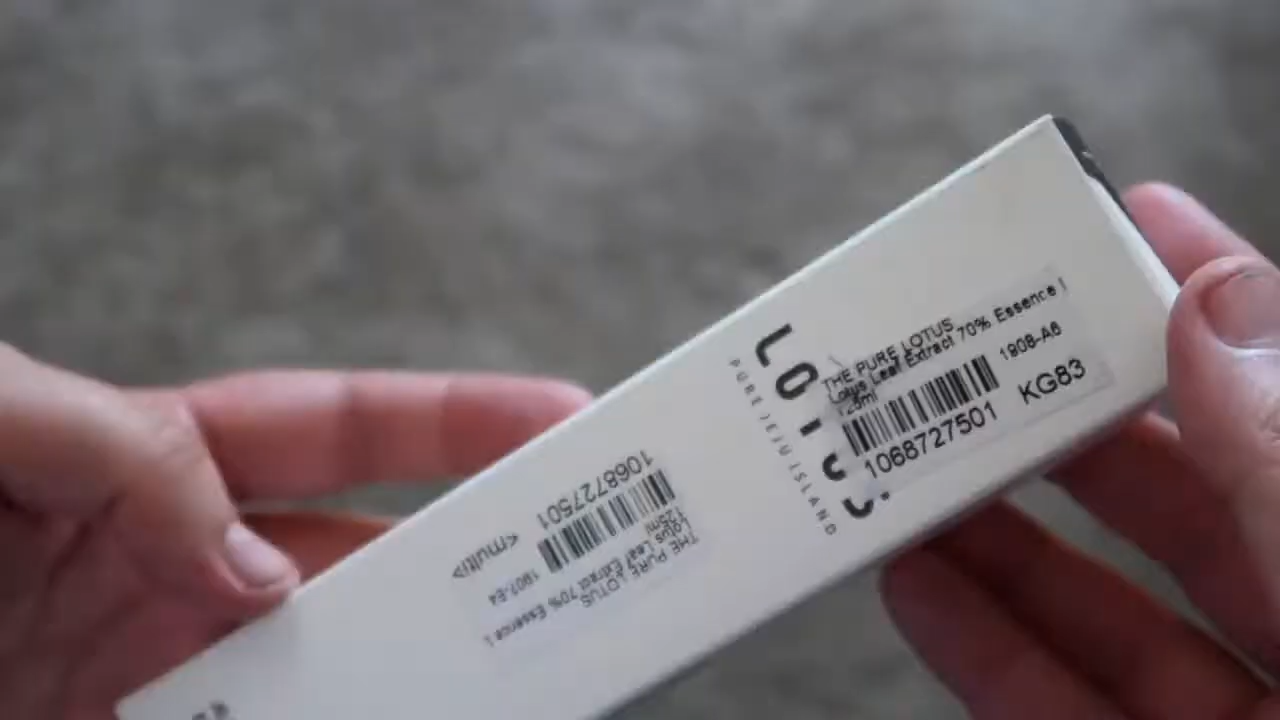 LOTUS.
PURE JEJU ISLAND
THE PURE LOTUS
Lotus Leaf Extract 70% Essence I
125ml
1908-A6
1068727501
KG83
THE PURE LOTUS
Lotus Leaf Extract 70% Essence I
125ml
1907-E4
1068727501
<multi>